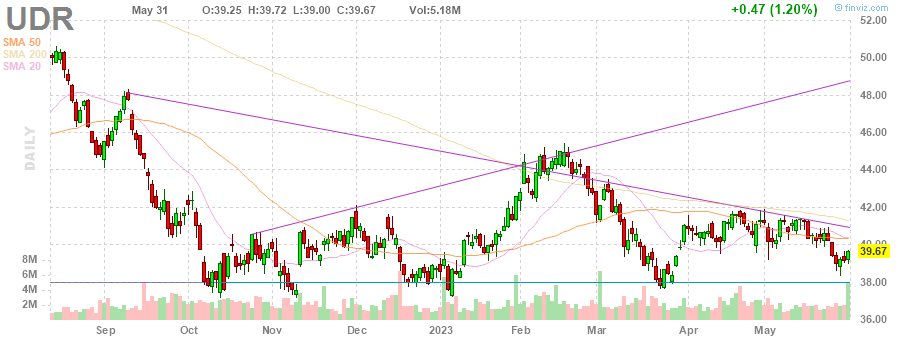 UDR May 31 O:39.25 H:39.72 L:39.00 C:39.67 Vol:5.18M +0.47 (1.20%) © finviz.com
SMA 50
SMA 200
SMA 20
DAILY
52.00
50.00
48.00
46.00
44.00
42.00
40.00
39.67
38.00
36.00
8M
6M
4M
2M
Sep Oct Nov Dec 2023 Feb Mar Apr May